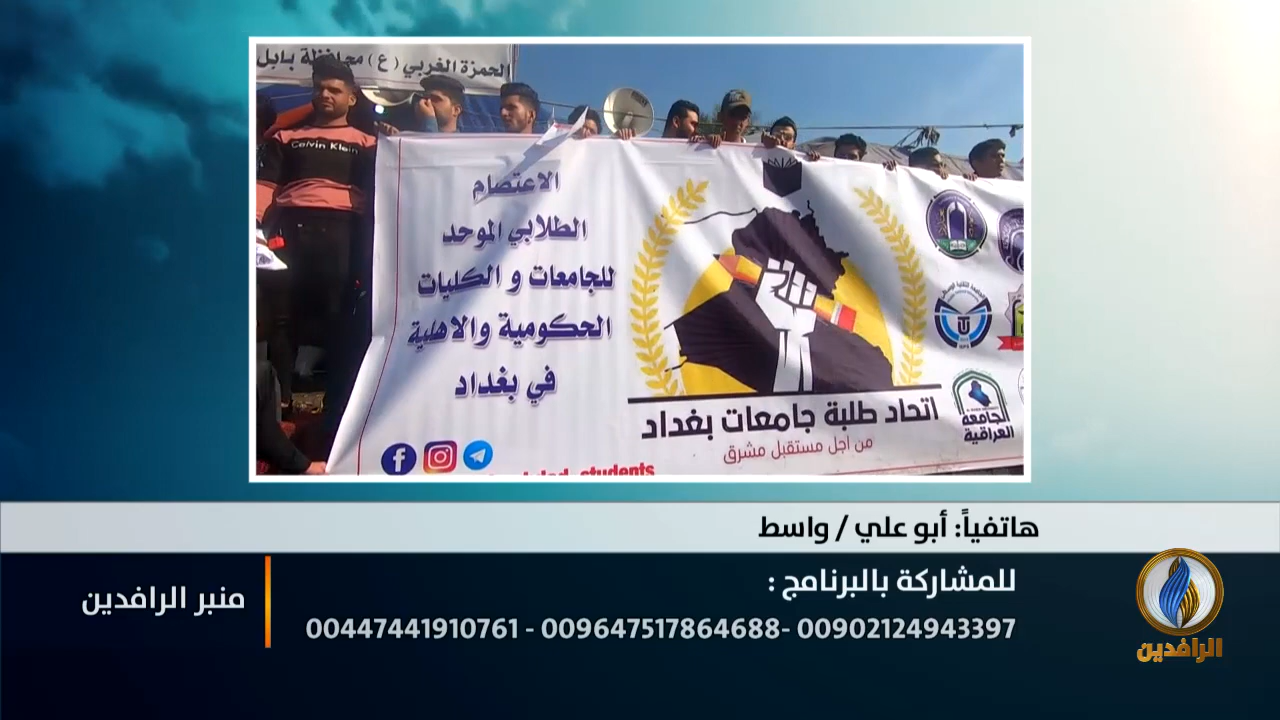 الحمزة الغربي (ع) محافظة بابل
Calvin Klein
الاعتصام
الطلابي الموحد
للجامعات و الكليات
الحكومية والاهلية
في بغداد
اتحاد طلبة جامعات بغداد
من اجل مستقبل مشرق
students
الجامعة
العراقية
هاتفياً: أبو علي / واسط
للمشاركة بالبرنامج :
00447441910761 - 009647517864688- 00902124943397
منبر الرافدين
الرافدين